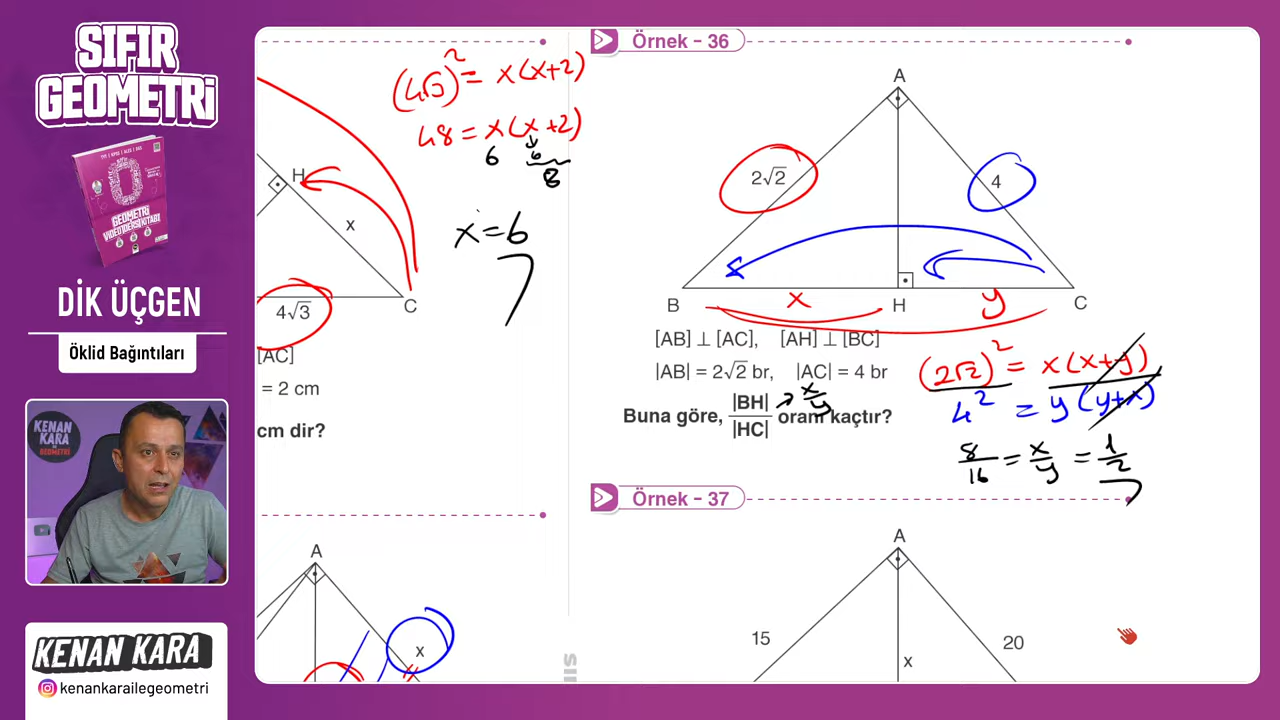 SIFIR
GEOMETRİ
GEOMETRİ
VİDEO DERS KİTABI
DİK ÜÇGEN
Öklid Bağıntıları
KENAN
KARA
GEOMETRİ
KENAN KARA
kenankarailegeometri
(4√3)² = x(x+2)
48 = x(x+2)
6 6
8
x=6
H
x
4√3
C
[AC]
= 2 cm
cm dir?
A
x
Örnek - 36
A
2√2
4
B
x
H
y
C
[AB] ⊥ [AC], [AH] ⊥ [BC]
|AB| = 2√2 br, |AC| = 4 br
Buna göre, |BH| / |HC| oranı kaçtır?
x/y
(2√2)² = x(x+y)
4² = y(y+x)
8/16 = x/y = 1/2
Örnek - 37
A
15
x
20